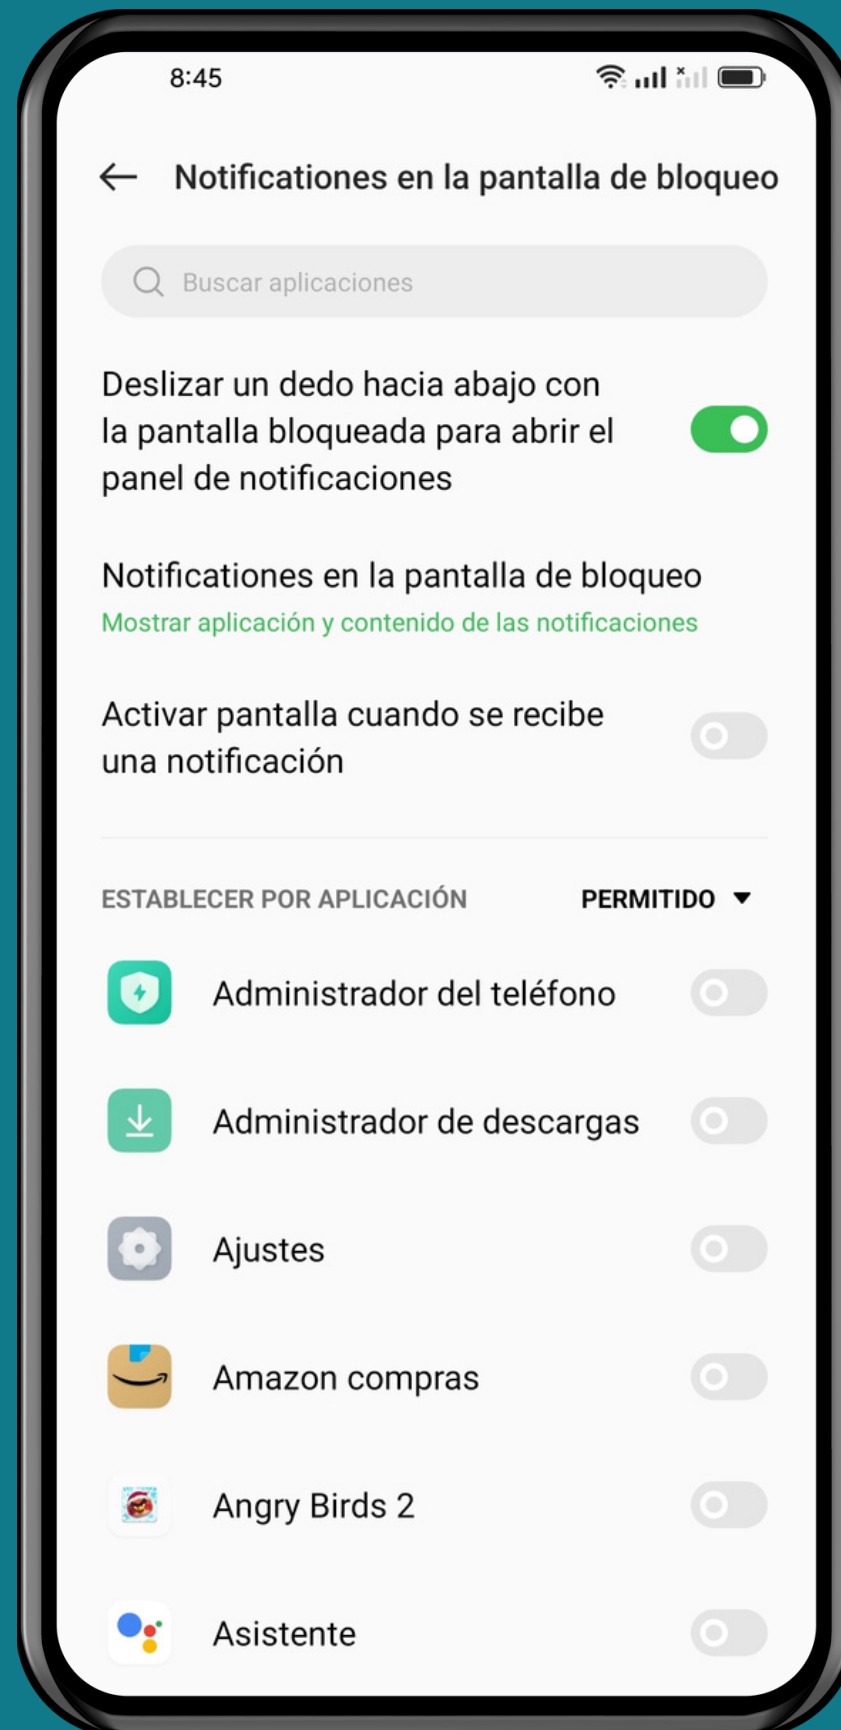 8:45
Notificationes en la pantalla de bloqueo
Buscar aplicaciones
Deslizar un dedo hacia abajo con
la pantalla bloqueada para abrir el
panel de notificaciones
Notificationes en la pantalla de bloqueo
Mostrar aplicación y contenido de las notificaciones
Activar pantalla cuando se recibe
una notificación
ESTABLECER POR APLICACIÓN PERMITIDO
Administrador del teléfono
Administrador de descargas
Ajustes
Amazon compras
Angry Birds 2
Asistente